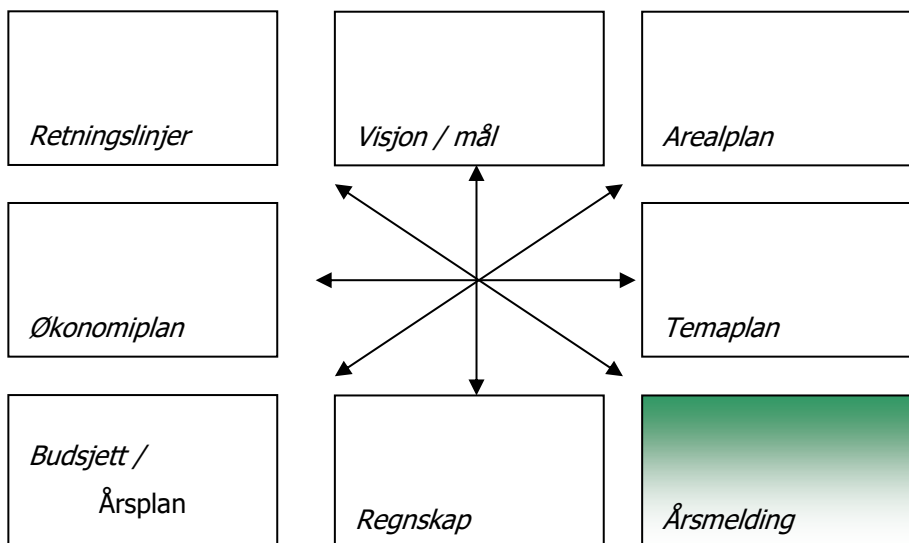 Retningslinjer
Visjon / mål
Arealplan
Økonomiplan
Temaplan
Budsjett /
Årsplan
Regnskap
Årsmelding